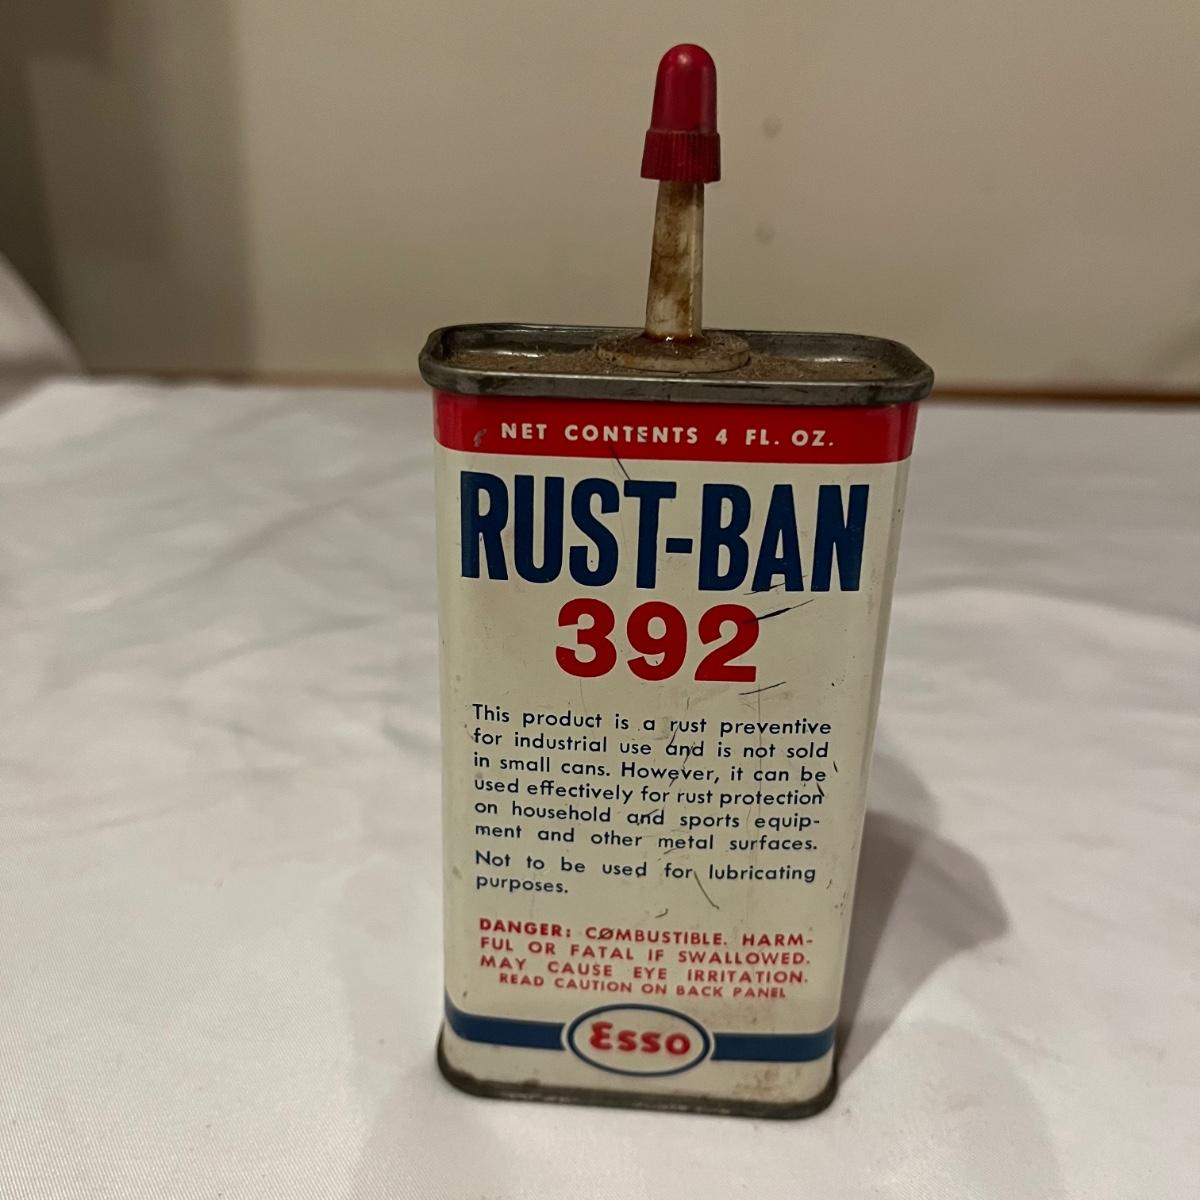 NET CONTENTS 4 FL. OZ.
RUST-BAN
392
This product is a rust preventive
for industrial use and is not sold
in small cans. However, it can be
used effectively for rust protection
on household and sports equip-
ment and other metal surfaces.
Not to be used for lubricating
purposes.
DANGER: COMBUSTIBLE. HARM-
FUL OR FATAL IF SWALLOWED.
MAY CAUSE EYE IRRITATION.
READ CAUTION ON BACK PANEL
Esso